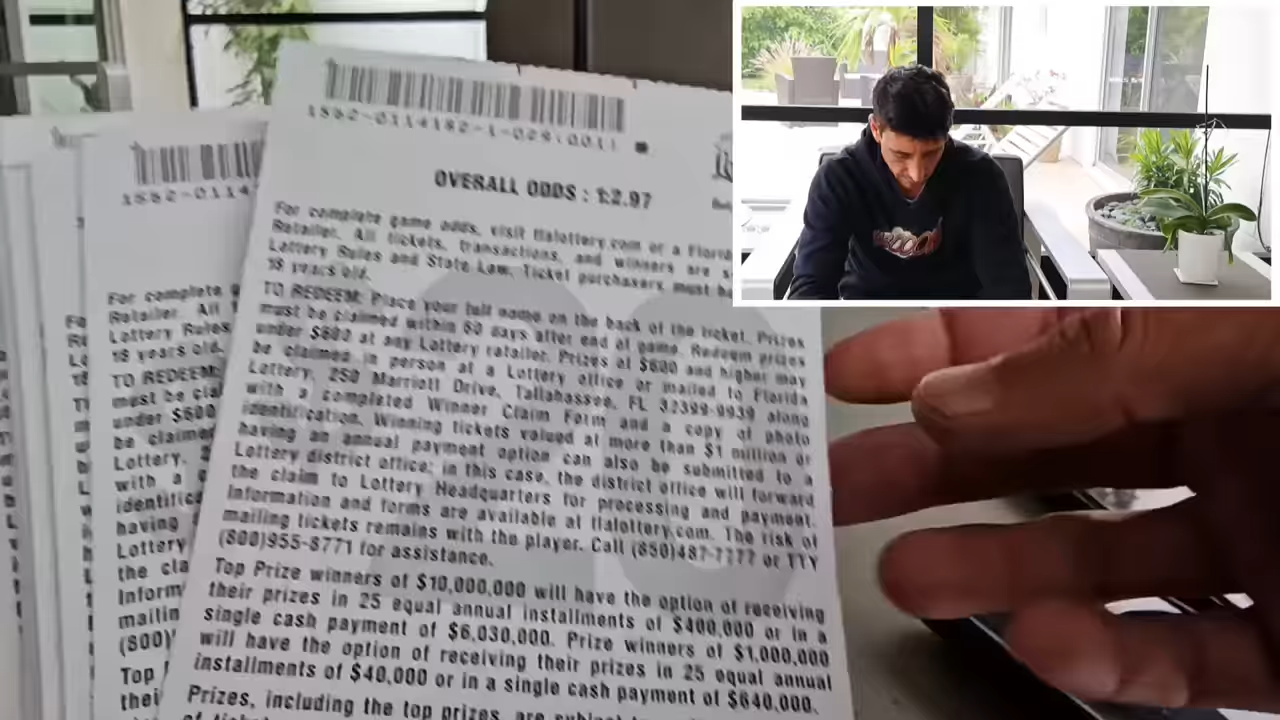 OVERALL ODDS : 1:2.97
For complete game odds, visit flalottery.com or a Florid
Retailer. All tickets, transactions, and winners are s
Lottery Rules and State Law. Ticket purchasers must b
18 years old.
TO REDEEM: Place your full name on the back of the ticket. Prizes
must be claimed within 60 days after end of game. Redeem prizes
under $600 at any Lottery retailer. Prizes of $600 and higher may
be claimed in person at a Lottery office or mailed to Florida
Lottery, 250 Marriott Drive, Tallahassee, FL 32399-9939 along
with a completed Winner Claim Form and a copy of photo
identification. Winning tickets valued at more than $1 million or
having an annual payment option can also be submitted to a
Lottery district office; in this case, the district office will forward
the claim to Lottery Headquarters for processing and payment.
Information and forms are available at flalottery.com. The risk of
mailing tickets remains with the player. Call (850)487-7777 or TTY
(800)955-8771 for assistance.
Top Prize winners of $10,000,000 will have the option of receiving
their prizes in 25 equal annual installments of $400,000 or in a
single cash payment of $6,030,000. Prize winners of $1,000,000
will have the option of receiving their prizes in 25 equal annual
installments of $40,000 or in a single cash payment of $640,000.
Prizes, including the top prizes, are
1552-0114
For complete
Retailer. All
Lottery Rules
18 years old.
TO REDEEM:
must be cla
under $600
be claimed
Lottery,
with a
identific
having
Lottery
the cla
Inform
mailin
(800)
Top
thei